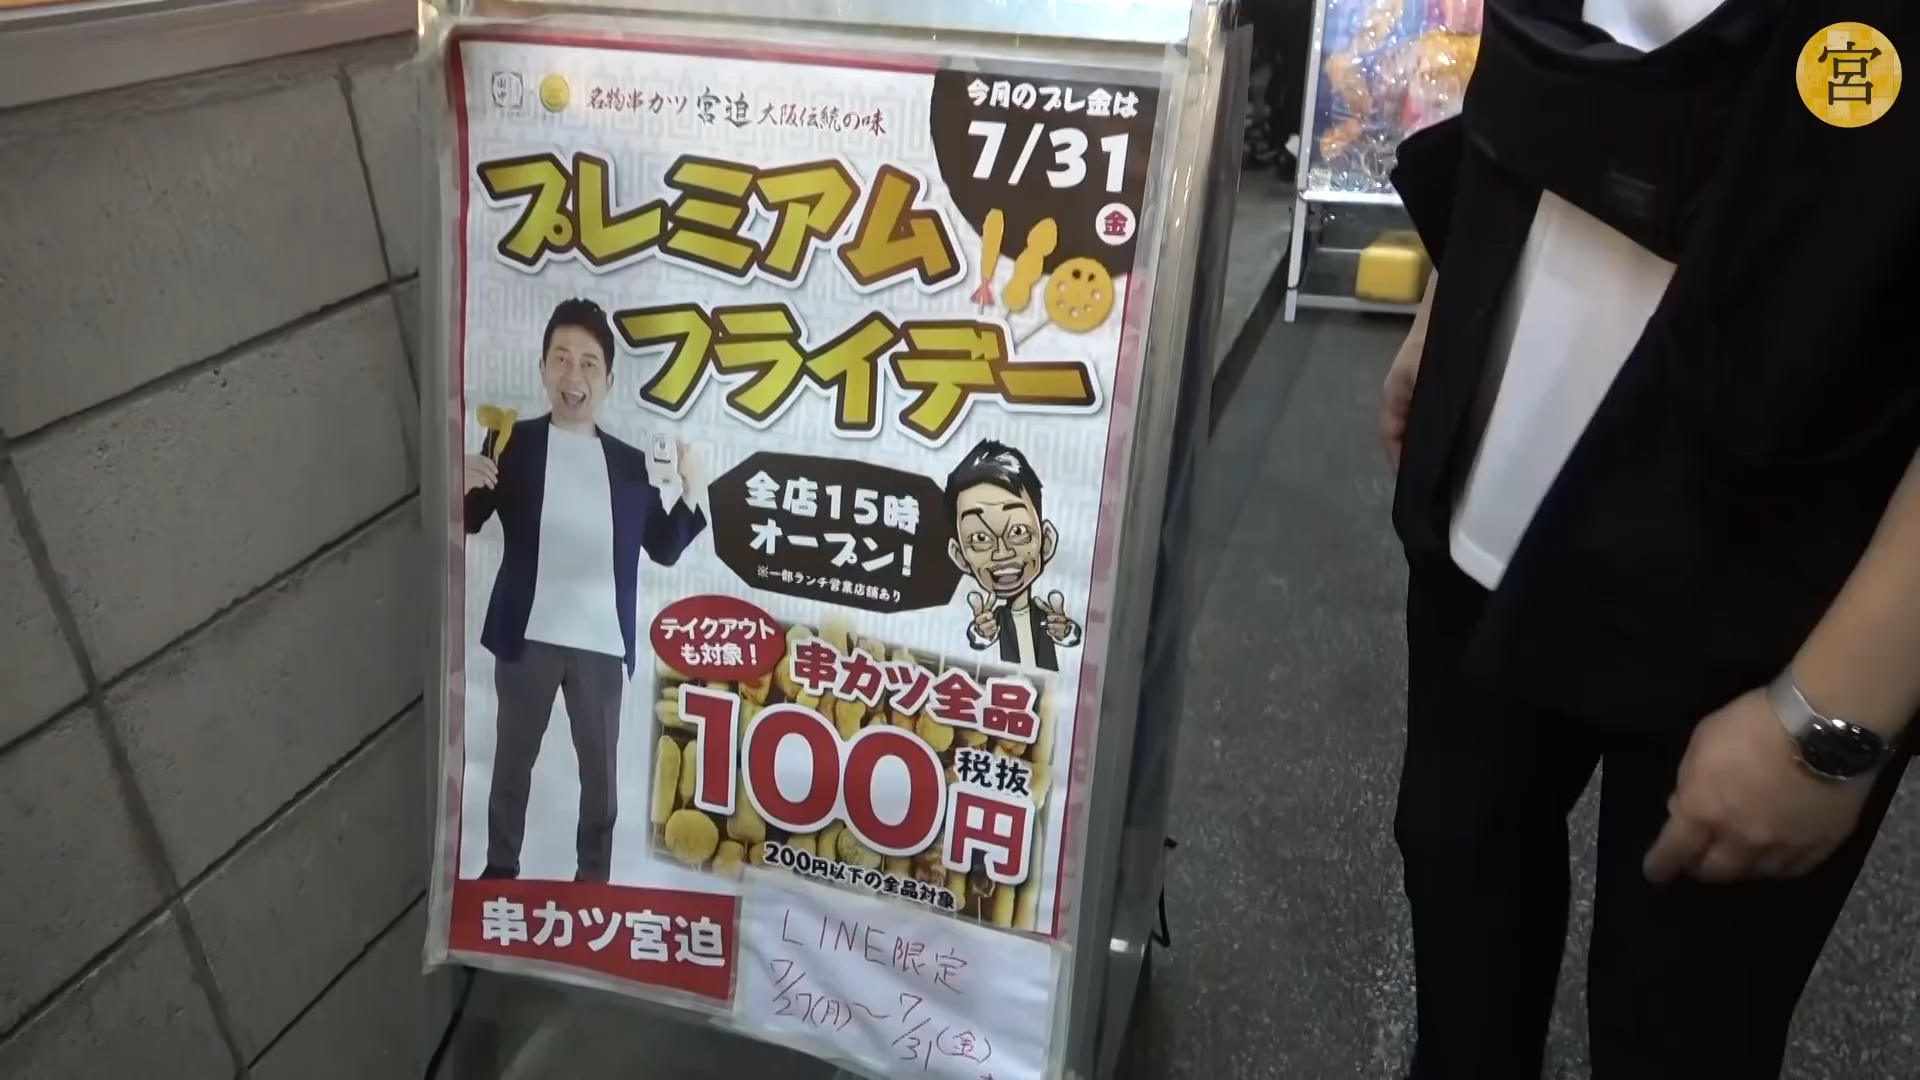 名物串カツ 宮迫 大阪伝統の味
今月のプレ金は
7/31
金
プレミアム
フライデー
全店15時
オープン!
※一部ランチ営業店舗あり
テイクアウト
も対象!
串カツ全品
100円
税抜
200円以下の全品対象
串カツ宮迫
LINE限定
7/27(月)〜7/31(金)
宮